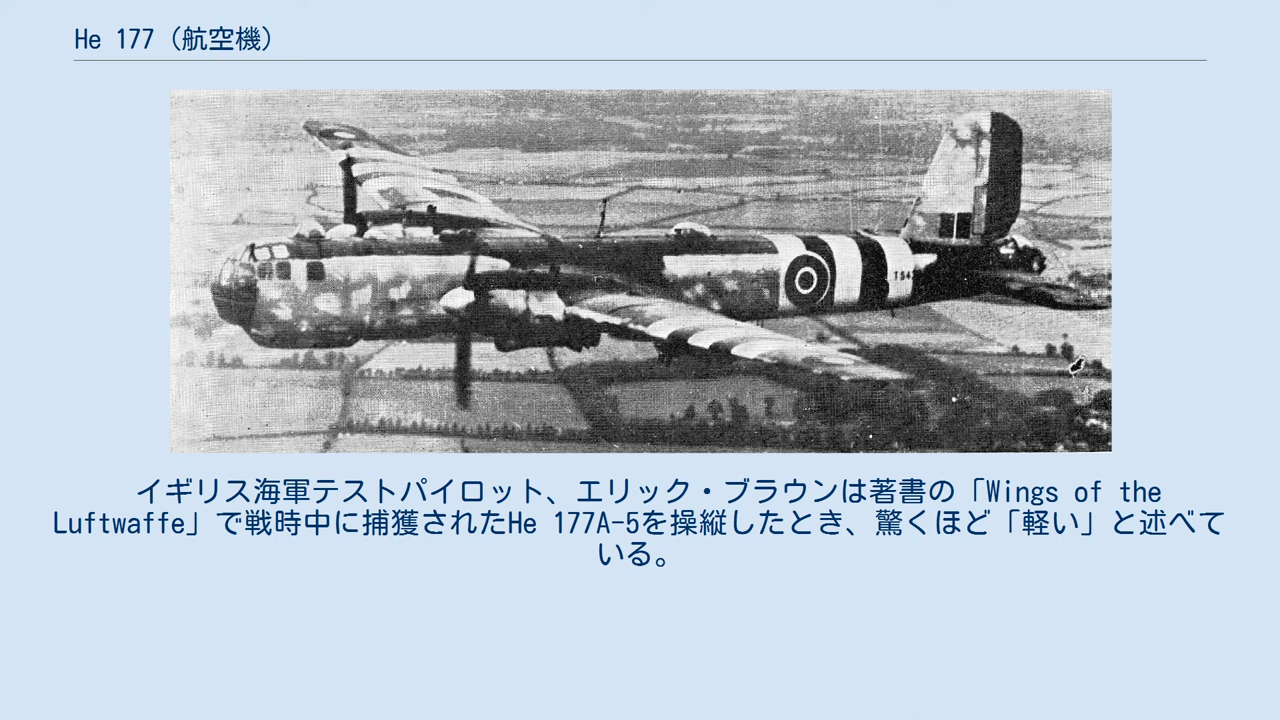 He 177（航空機）
T94
イギリス海軍テストパイロット、エリック・ブラウンは著書の「Wings of the
Luftwaffe」で戦時中に捕獲されたHe 177A-5を操縦したとき、驚くほど「軽い」と述べて
いる。